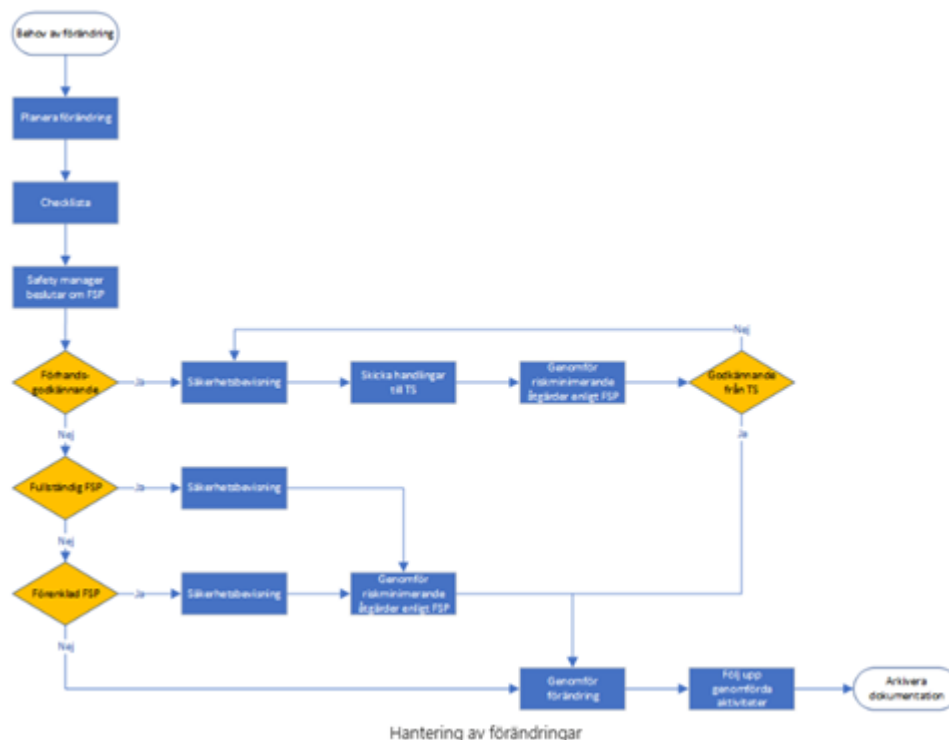 Behov av förändring
Planera förändring
Checklista
Safety manager
beslutar om FSP
Förhands-
godkännande
Ja
Säkerhetsbevisning
Skicka handlingar
till TS
Genomför
riskminimerande
åtgärder enligt FSP
Godkännande
från TS
Nej
Ja
Nej
Fullständig FSP
Ja
Säkerhetsbevisning
Nej
Förenklad FSP
Ja
Säkerhetsbevisning
Genomför
riskminimerande
åtgärder enligt FSP
Nej
Genomför
förändring
Följ upp
genomförda
aktiviteter
Arkivera
dokumentation
Hantering av förändringar